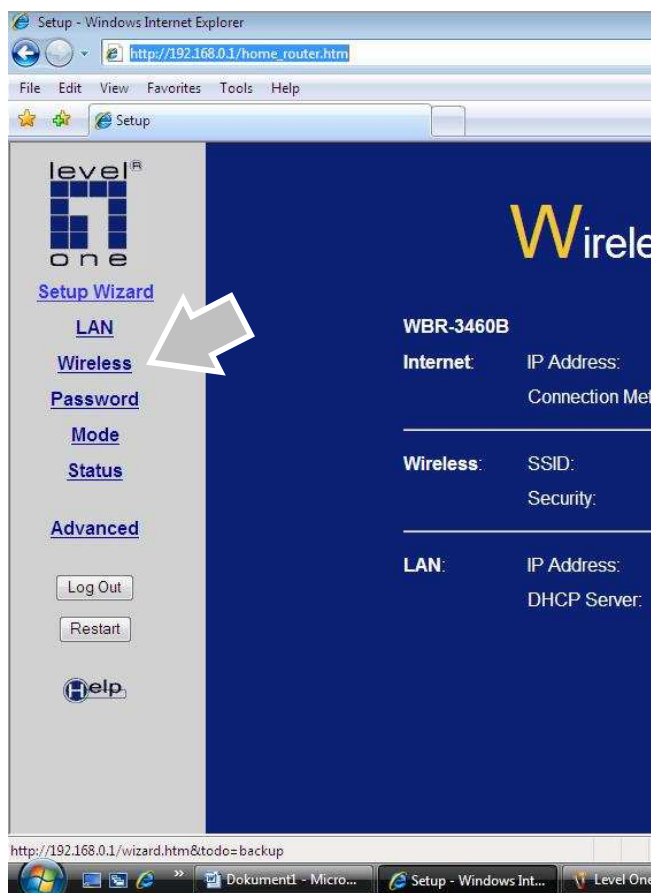 Setup - Windows Internet Explorer
http://192.168.0.1/home_router.htm
File Edit View Favorites Tools Help
Setup
level®
one
Setup Wizard
LAN
Wireless
Password
Mode
Status
Advanced
Log Out
Restart
Help
Wirele
WBR-3460B
Internet: IP Address:
Connection Met
Wireless: SSID:
Security:
LAN: IP Address:
DHCP Server:
http://192.168.0.1/wizard.htm&todo=backup
Dokument1 - Micro... Setup - Windows Int... Level One